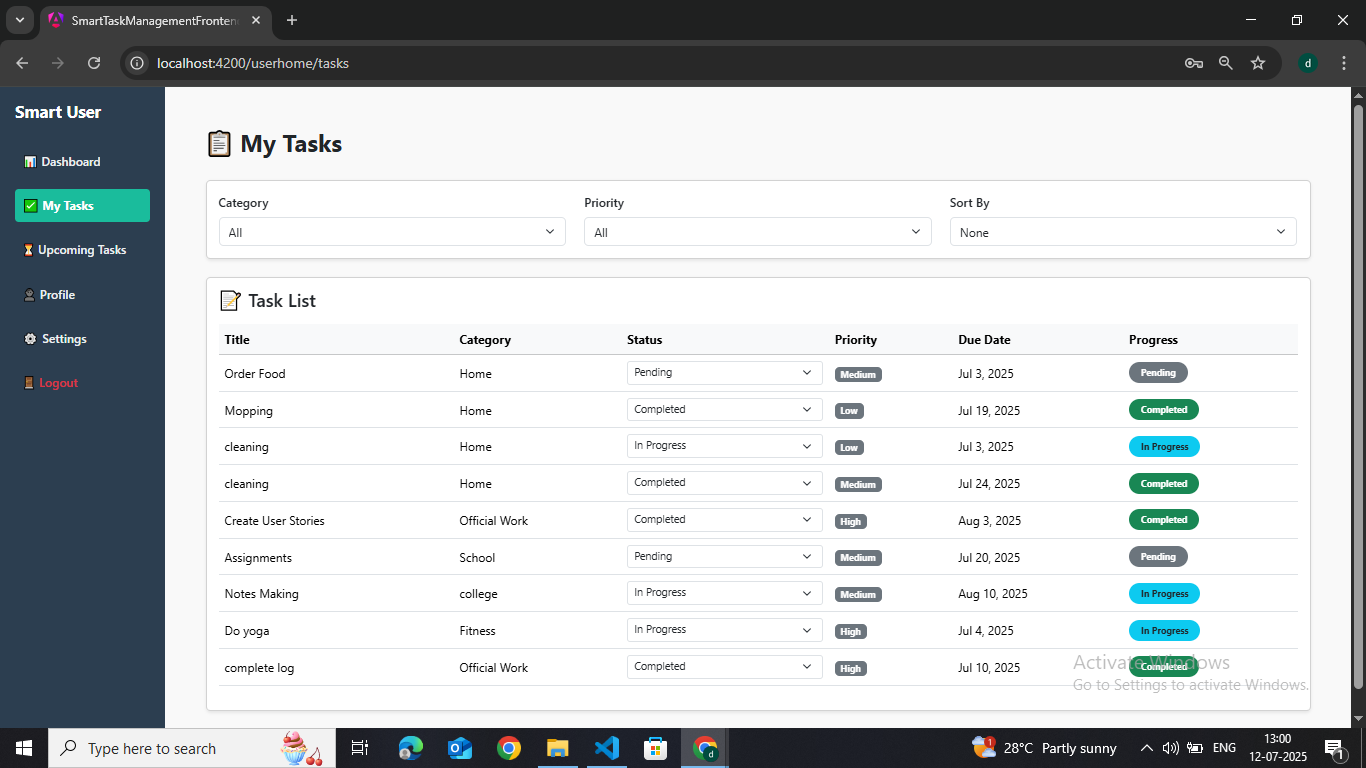 SmartTaskManagementFronten
localhost:4200/userhome/tasks
d
Smart User
Dashboard
My Tasks
Upcoming Tasks
Profile
Settings
Logout
My Tasks
Category Priority Sort By
All All None
Task List
Title Category Status Priority Due Date Progress
Order Food Home Pending Medium Jul 3, 2025 Pending
Mopping Home Completed Low Jul 19, 2025 Completed
cleaning Home In Progress Low Jul 3, 2025 In Progress
cleaning Home Completed Medium Jul 24, 2025 Completed
Create User Stories Official Work Completed High Aug 3, 2025 Completed
Assignments School Pending Medium Jul 20, 2025 Pending
Notes Making college In Progress Medium Aug 10, 2025 In Progress
Do yoga Fitness In Progress High Jul 4, 2025 In Progress
complete log Official Work Completed High Jul 10, 2025 Completed
Activate Windows
Go to Settings to activate Windows.
Type here to search
d
1
28°C Partly sunny
ENG
13:00
12-07-2025
1